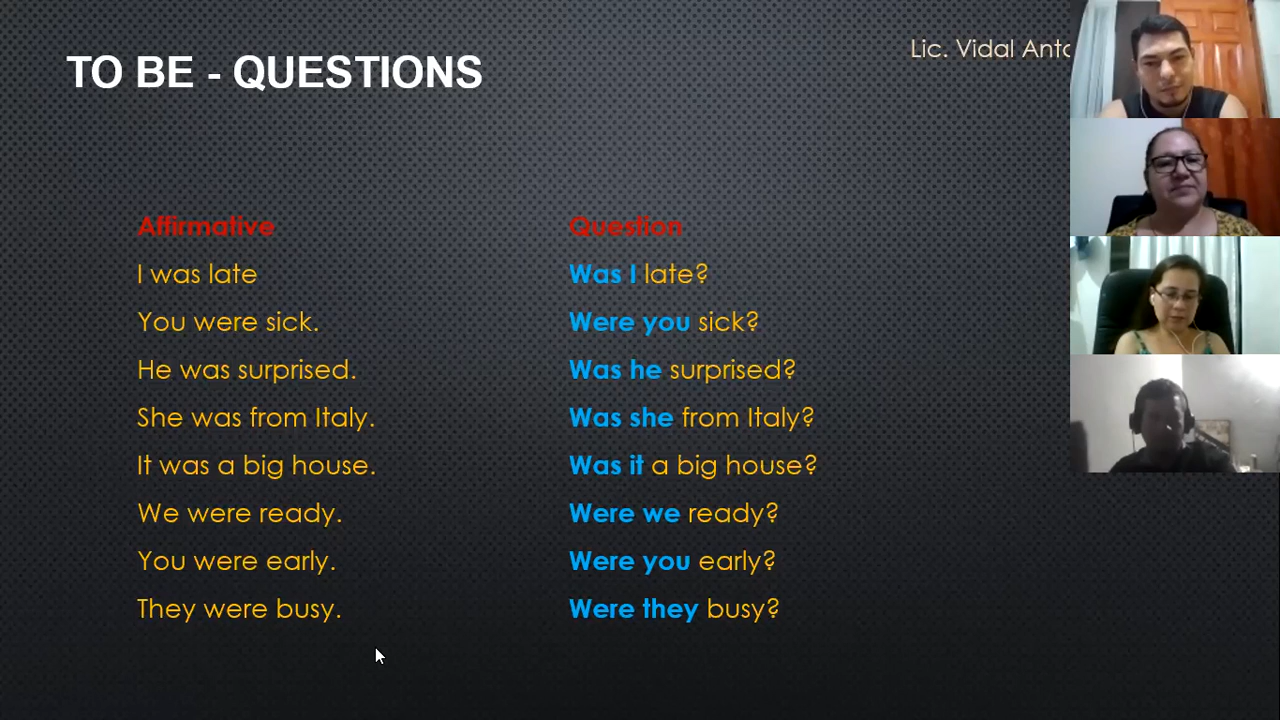 TO BE - QUESTIONS
Lic. Vidal
Affirmative
I was late
You were sick.
He was surprised.
She was from Italy.
It was a big house.
We were ready.
You were early.
They were busy.
Question
Was I late?
Were you sick?
Was he surprised?
Was she from Italy?
Was it a big house?
Were we ready?
Were you early?
Were they busy?